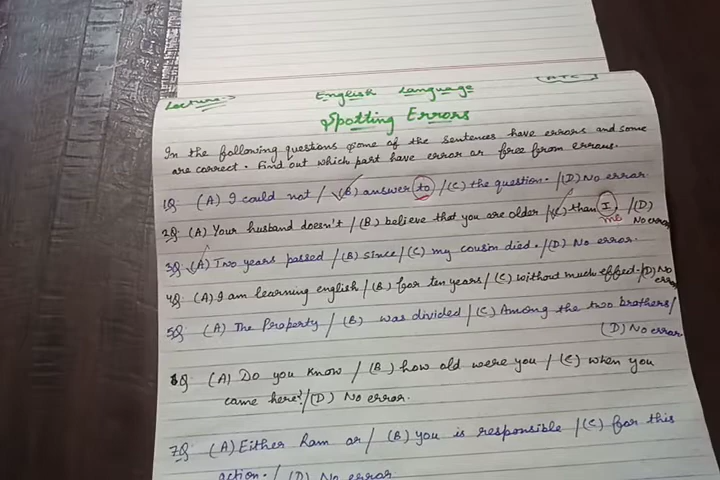 Lecture
English Language
ATC
Spotting Errors
In the following questions some of the sentences have errors and some
are correct. Find out which part have error or free from errors.
1Q (A) I could not / (B) answer to / (C) the question. / (D) No error
2Q (A) Your husband doesn't / (B) believe that you are older / (C) than I, / (D)
me No error
3Q (A) Two years passed / (B) since / (C) my cousin died. / (D) No error.
4Q (A) I am learning english / (B) for ten years / (C) without much effect. / (D) No
error
5Q (A) The Property / (B) was divided / (C) Among the two brothers /
(D) No error.
6Q (A) Do you know / (B) how old were you / (C) when you
came here? / (D) No error.
7Q (A) Either Ram or / (B) you is responsible / (C) for this
action. / (D) No error